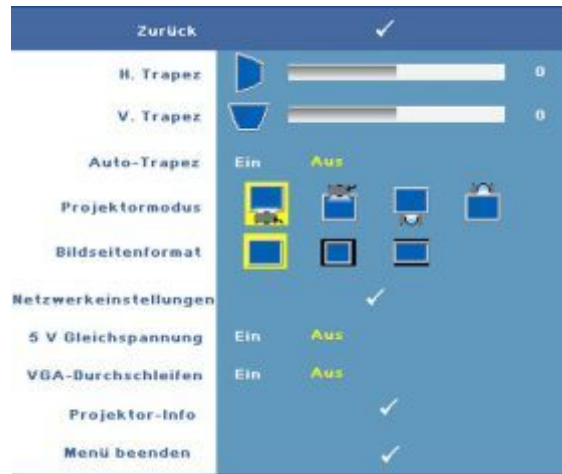 Zurück
H. Trapez 0
V. Trapez 0
Auto-Trapez Ein Aus
Projektormodus
Bildseitenformat
Netzwerkeinstellungen
5 V Gleichspannung Ein Aus
VGA-Durchschleifen Ein Aus
Projektor-Info
Menü beenden